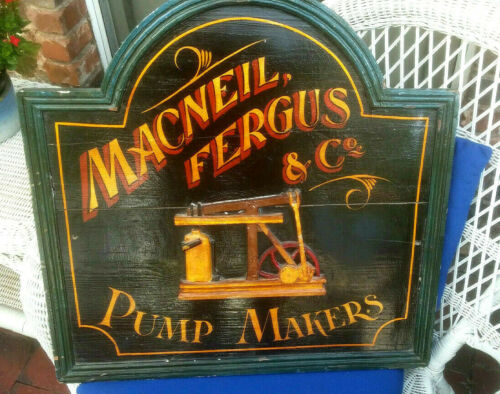 MACNEIL,
FERGUS
& Co.
PUMP MAKERS